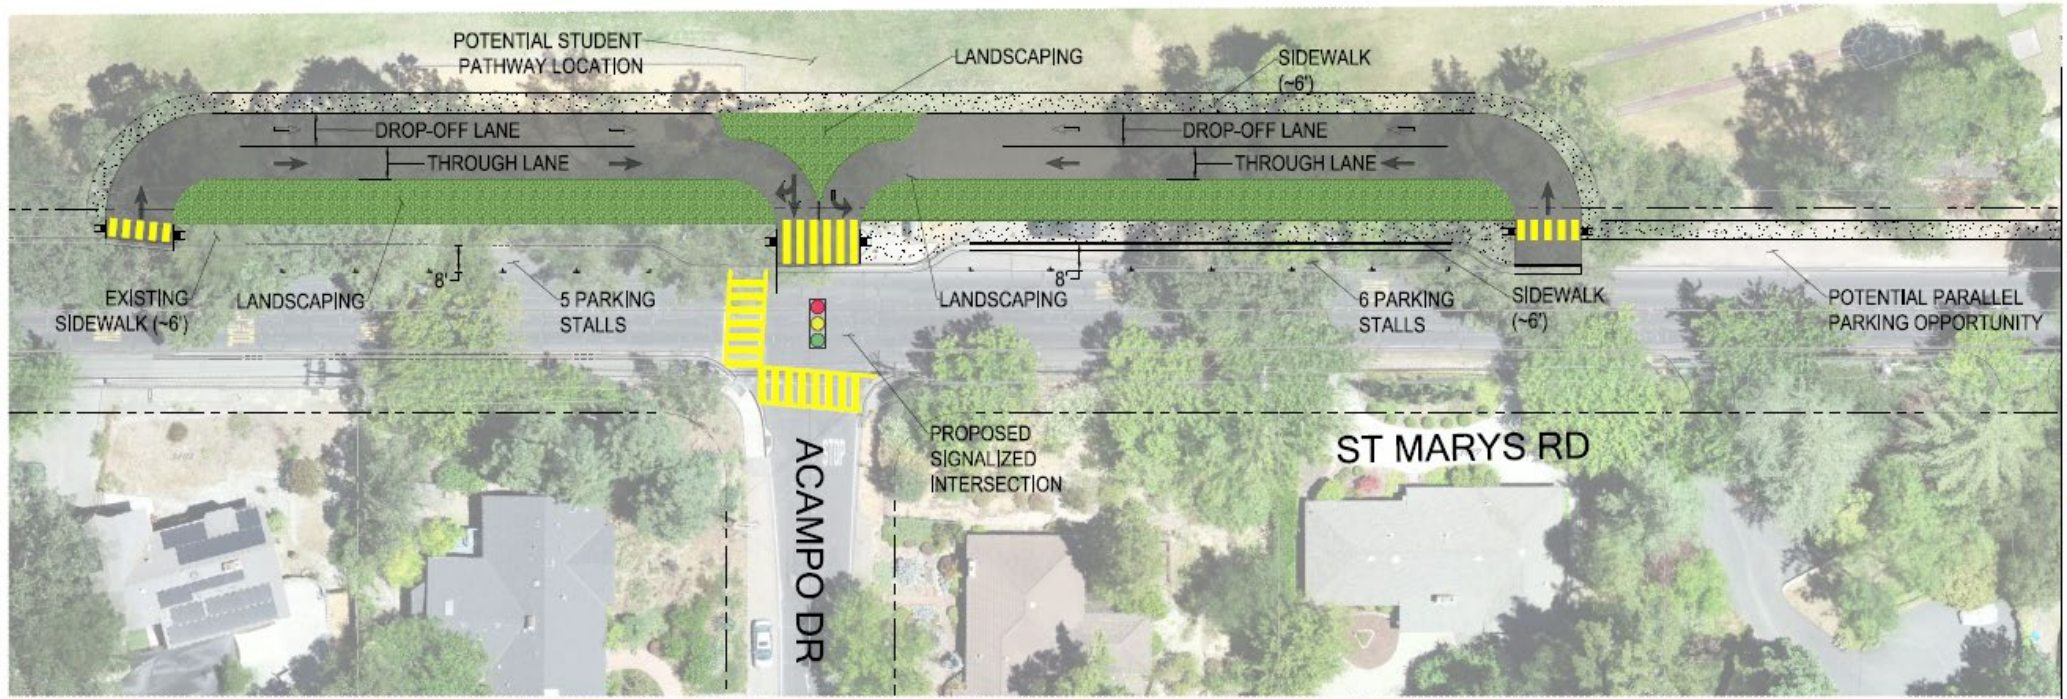 POTENTIAL STUDENT
PATHWAY LOCATION
LANDSCAPING
SIDEWALK
(~6')
DROP-OFF LANE
DROP-OFF LANE
THROUGH LANE
THROUGH LANE
8'
8'
EXISTING
SIDEWALK (~6')
LANDSCAPING
5 PARKING
STALLS
LANDSCAPING
6 PARKING
STALLS
SIDEWALK
(~6')
POTENTIAL PARALLEL
PARKING OPPORTUNITY
PROPOSED
SIGNALIZED
INTERSECTION
STOP
ST MARYS RD
ACAMPO DR